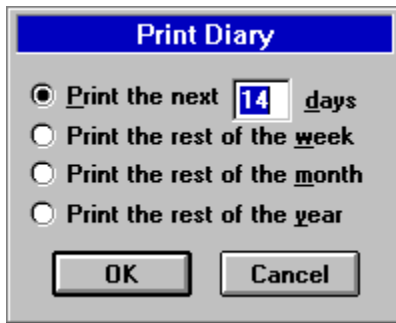 Print Diary
Print the next 14 days
Print the rest of the week
Print the rest of the month
Print the rest of the year
OK Cancel